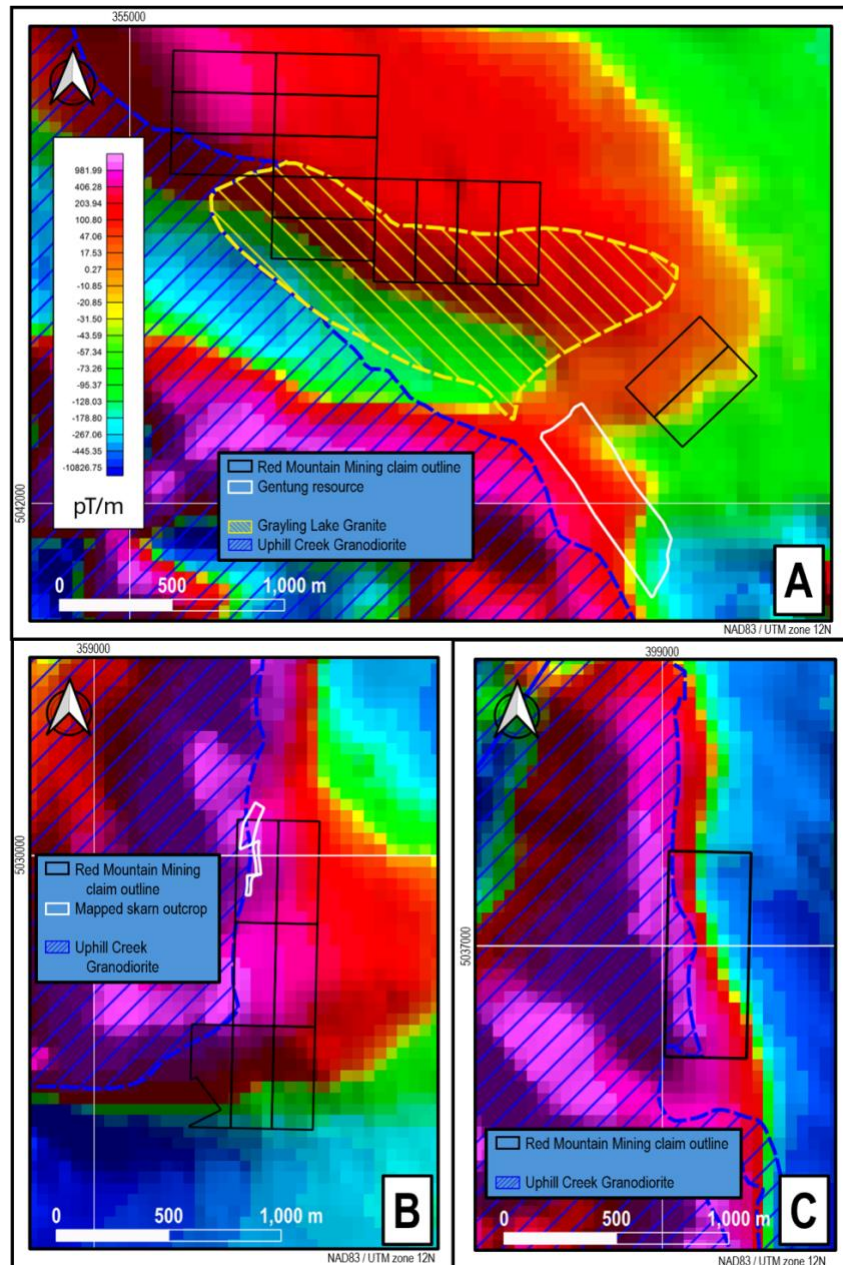 355000
981.99
406.28
203.94
100.80
47.06
17.53
0.27
-10.85
-20.85
-31.50
-43.59
-57.34
-73.26
-95.37
-128.03
-178.80
-267.06
-445.35
-10826.75
pT/m
5042000
Red Mountain Mining claim outline
Gentung resource
Grayling Lake Granite
Uphill Creek Granodiorite
0 500 1,000 m
A
NAD83 / UTM zone 12N
359000
5030000
Red Mountain Mining
claim outline
Mapped skarn outcrop
Uphill Creek
Granodiorite
0 500 1,000 m
B
NAD83 / UTM zone 12N
399000
5037000
Red Mountain Mining claim outline
Uphill Creek Granodiorite
0 500 1,000 m
C
NAD83 / UTM zone 12N